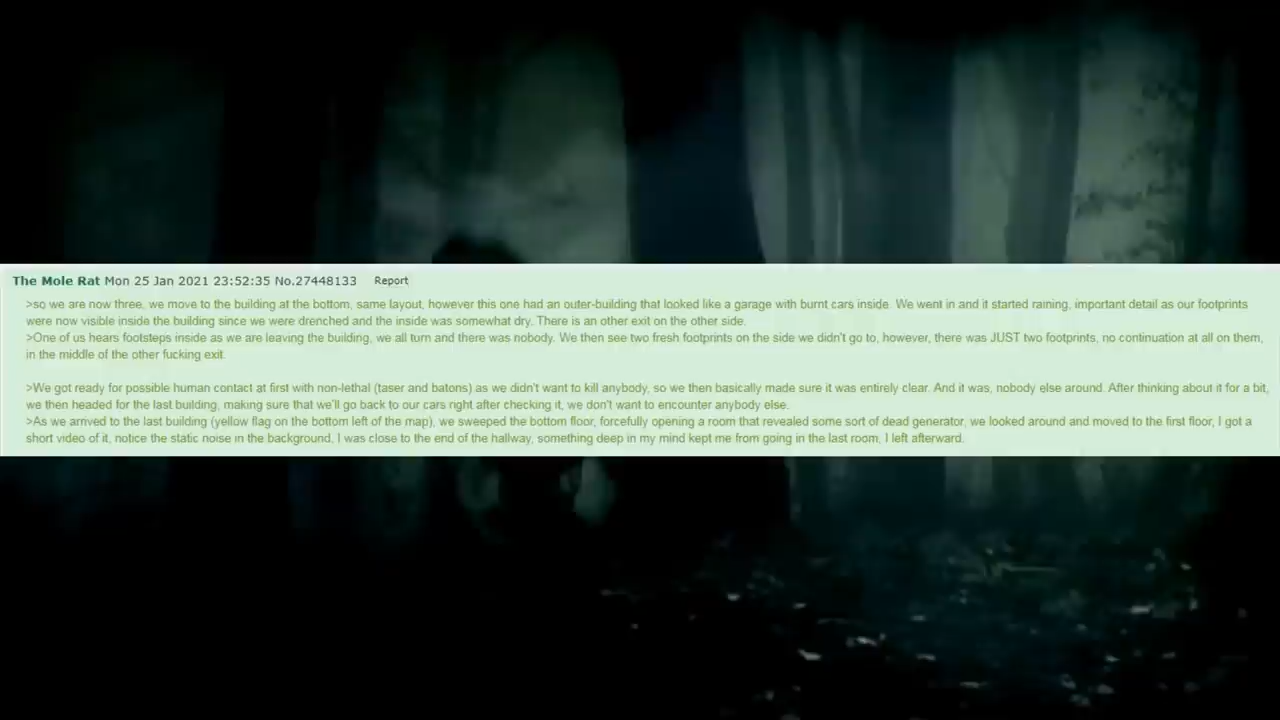 The Mole Rat Mon 25 Jan 2021 23:52:35 No.27448133 Report
>so we are now three, we move to the building at the bottom, same layout, however this one had an outer-building that looked like a garage with burnt cars inside. We went in and it started raining, important detail as our footprints
were now visible inside the building since we were drenched and the inside was somewhat dry. There is an other exit on the other side.
>One of us hears footsteps inside as we are leaving the building, we all turn and there was nobody. We then see two fresh footprints on the side we didn't go to, however, there was JUST two footprints, no continuation at all on them,
in the middle of the other fucking exit.
>We got ready for possible human contact at first with non-lethal (taser and batons) as we didn't want to kill anybody, so we then basically made sure it was entirely clear. And it was, nobody else around. After thinking about it for a bit,
we then headed for the last building, making sure that we'll go back to our cars right after checking it, we don't want to encounter anybody else.
>As we arrived to the last building (yellow flag on the bottom left of the map), we sweeped the bottom floor, forcefully opening a room that revealed some sort of dead generator, we looked around and moved to the first floor, I got a
short video of it, notice the static noise in the background, I was close to the end of the hallway, something deep in my mind kept me from going in the last room, I left afterward.